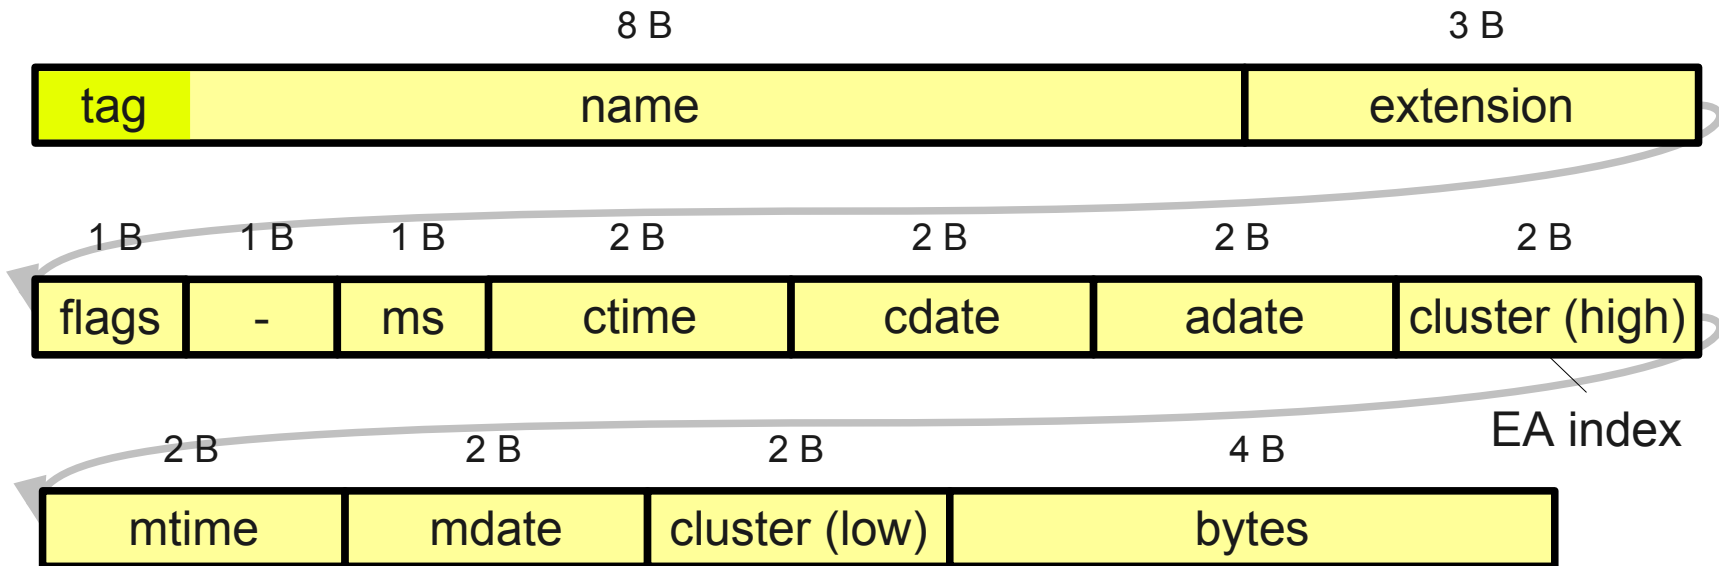 8 B 3 B
tag name extension
1 B 1 B 1 B 2 B 2 B 2 B 2 B
flags - ms ctime cdate adate cluster (high)
EA index
2 B 2 B 2 B 4 B
mtime mdate cluster (low) bytes